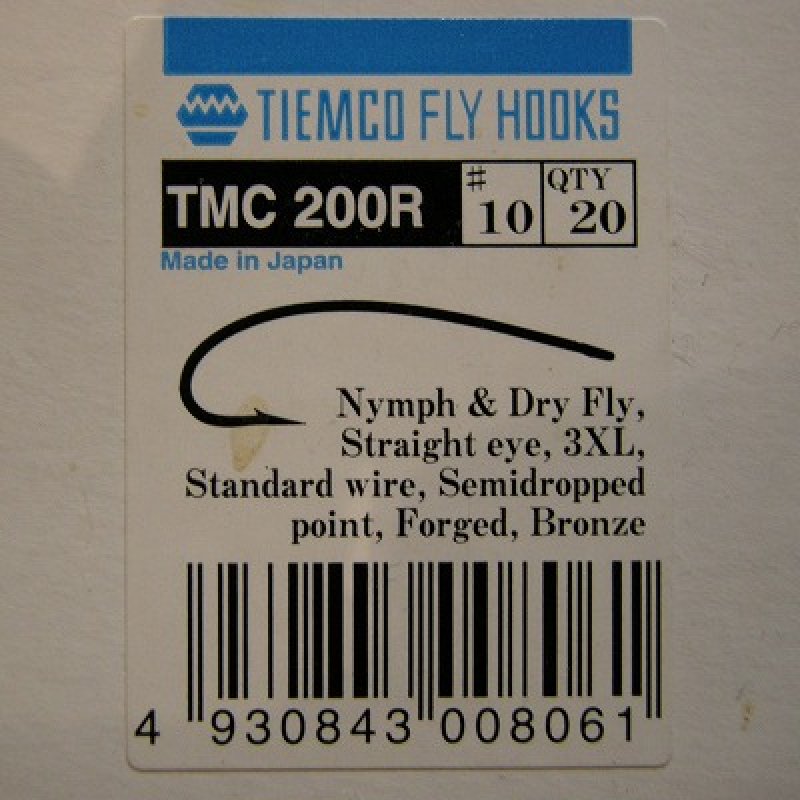 TIEMCO FLY HOOKS
TMC 200R # 10 QTY 20
Made in Japan
Nymph & Dry Fly,
Straight eye, 3XL,
Standard wire, Semidropped
point, Forged, Bronze
4 930843 008061